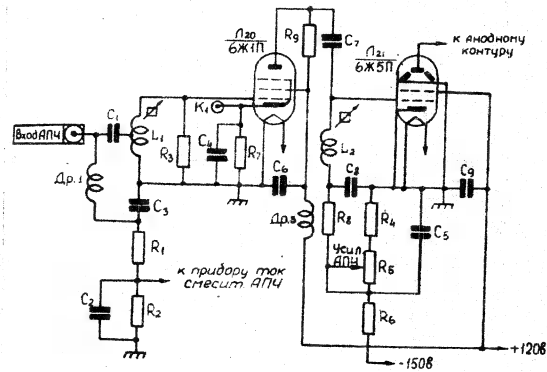 Л20
6Ж1П
R9
C7
Л21
6Ж5П
к анодному
контуру
K1
C1
Вход АПЧ
L1
R3
C4
R7
L2
Др.1
C6
C8
C9
C3
Др.3
R8
R4
C5
R1
Усил.
АПЧ
R5
к прибору ток
смесит. АПЧ
C2
R2
R6
+120В
-150В